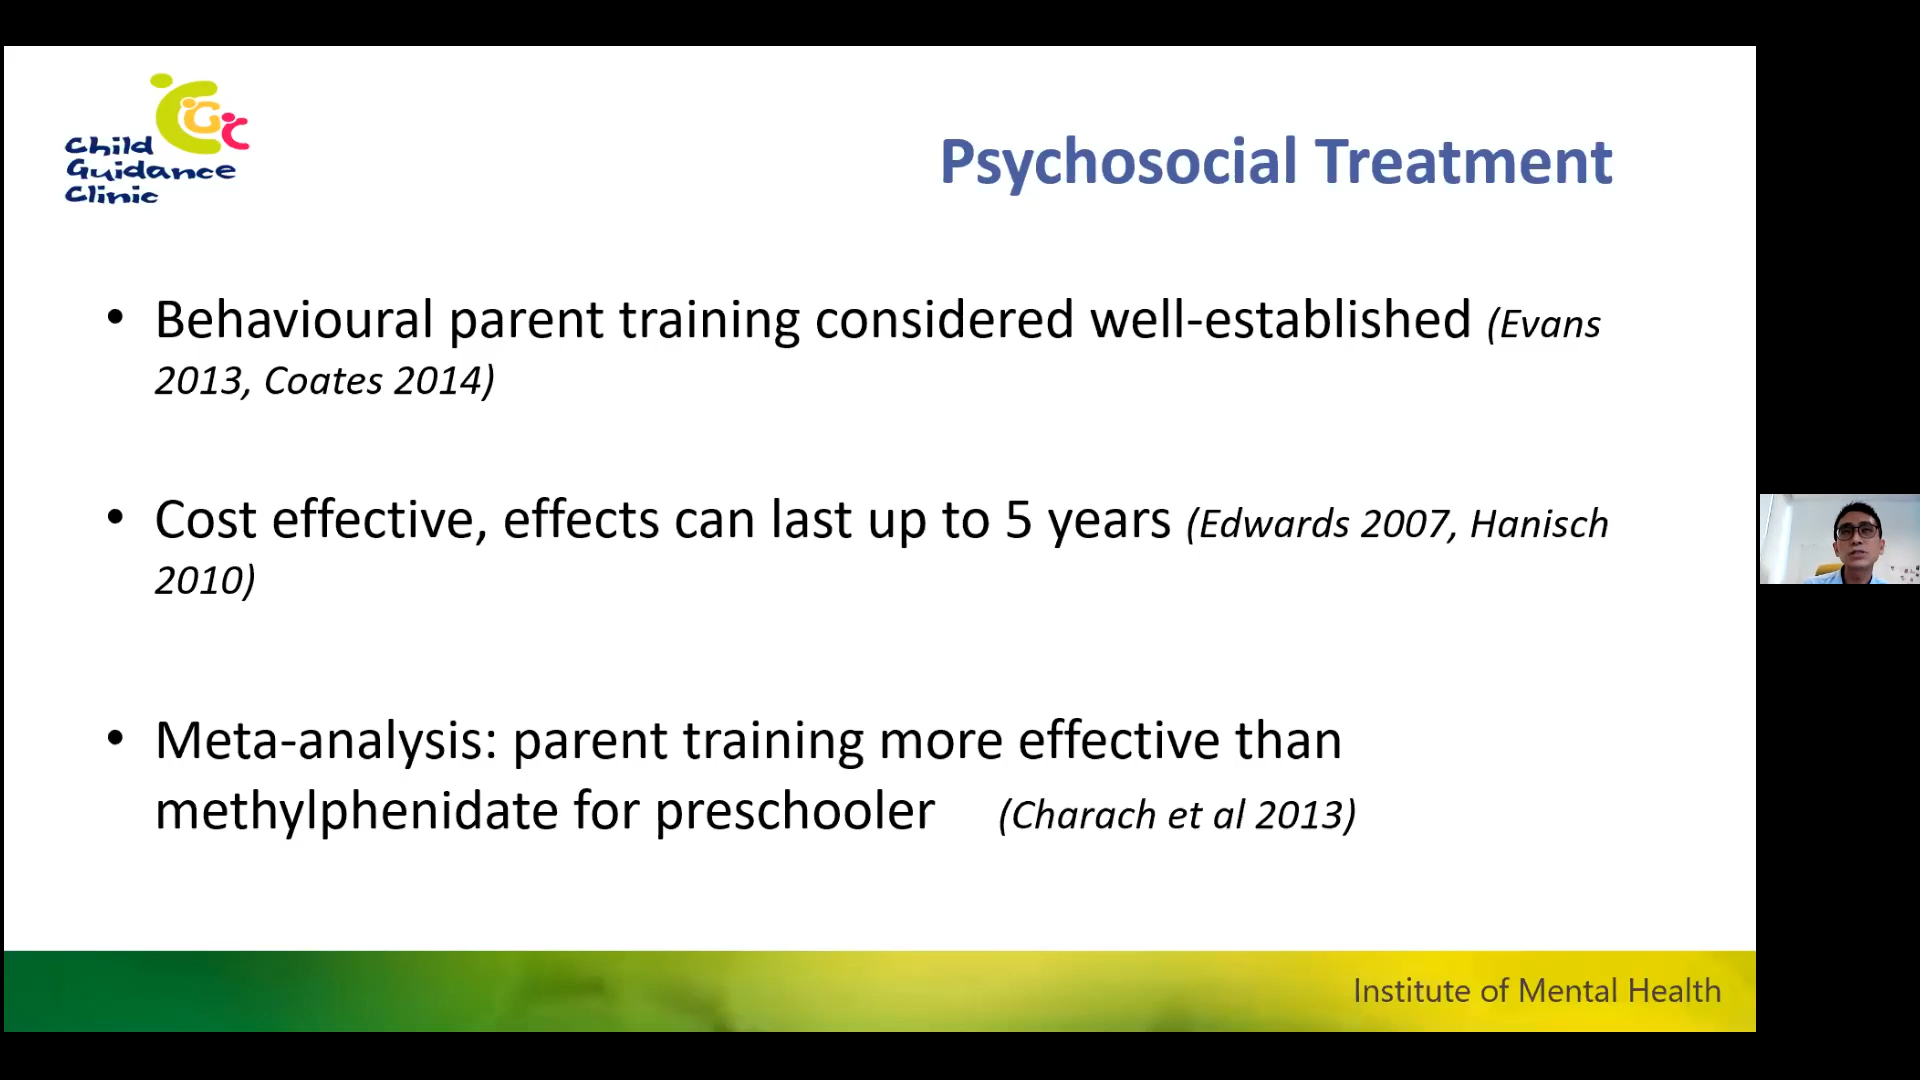 CGC
Child
Guidance
Clinic
Psychosocial Treatment
• Behavioural parent training considered well-established (Evans
2013, Coates 2014)
• Cost effective, effects can last up to 5 years (Edwards 2007, Hanisch
2010)
• Meta-analysis: parent training more effective than
methylphenidate for preschooler (Charach et al 2013)
Institute of Mental Health